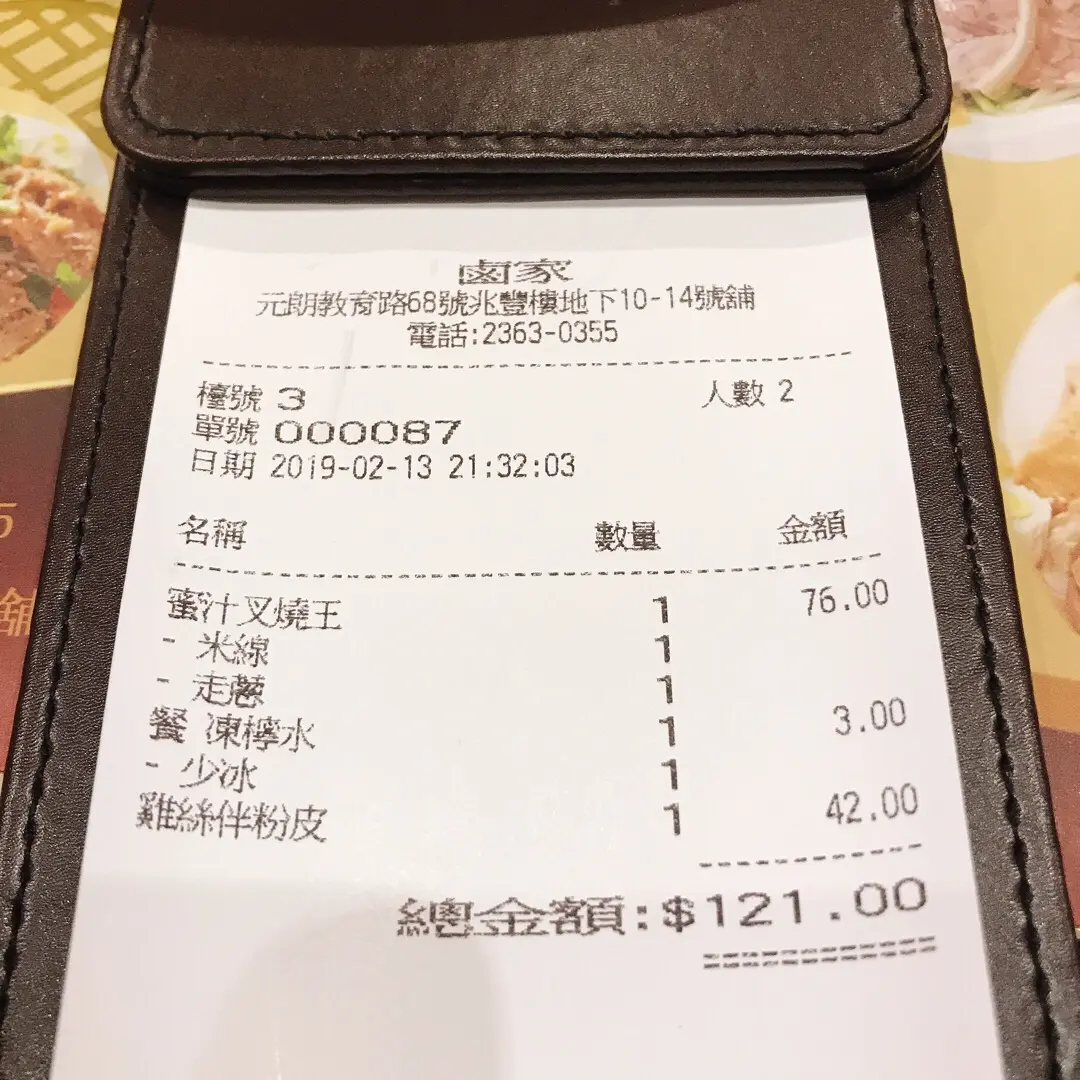 鹵家
元朗教育路68號兆豐樓地下10-14號舖
電話:2363-0355
檯號 3 人數 2
單號 000087
日期 2019-02-13 21:32:03
名稱 數量 金額
蜜汁叉燒王 1 76.00
- 米線 1
- 走蔥 1
餐 凍檸水 1 3.00
- 少冰 1
雞絲伴粉皮 1 42.00
總金額:$121.00
5
舖